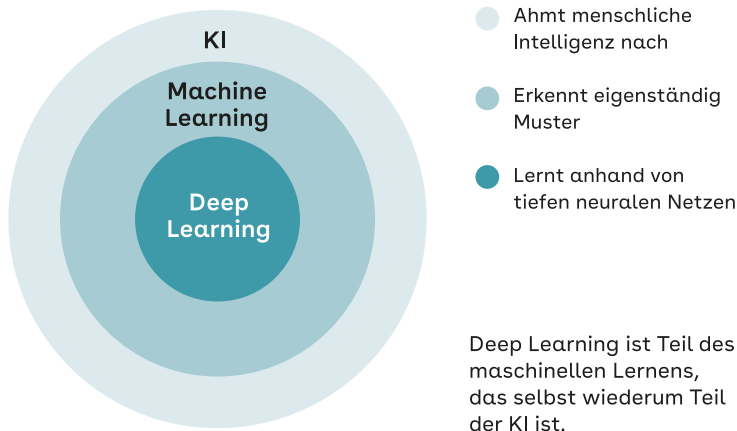 KI
Machine
Learning
Deep
Learning
Ahmt menschliche
Intelligenz nach
Erkennt eigenständig
Muster
Lernt anhand von
tiefen neuralen Netzen
Deep Learning ist Teil des
maschinellen Lernens,
das selbst wiederum Teil
der KI ist.